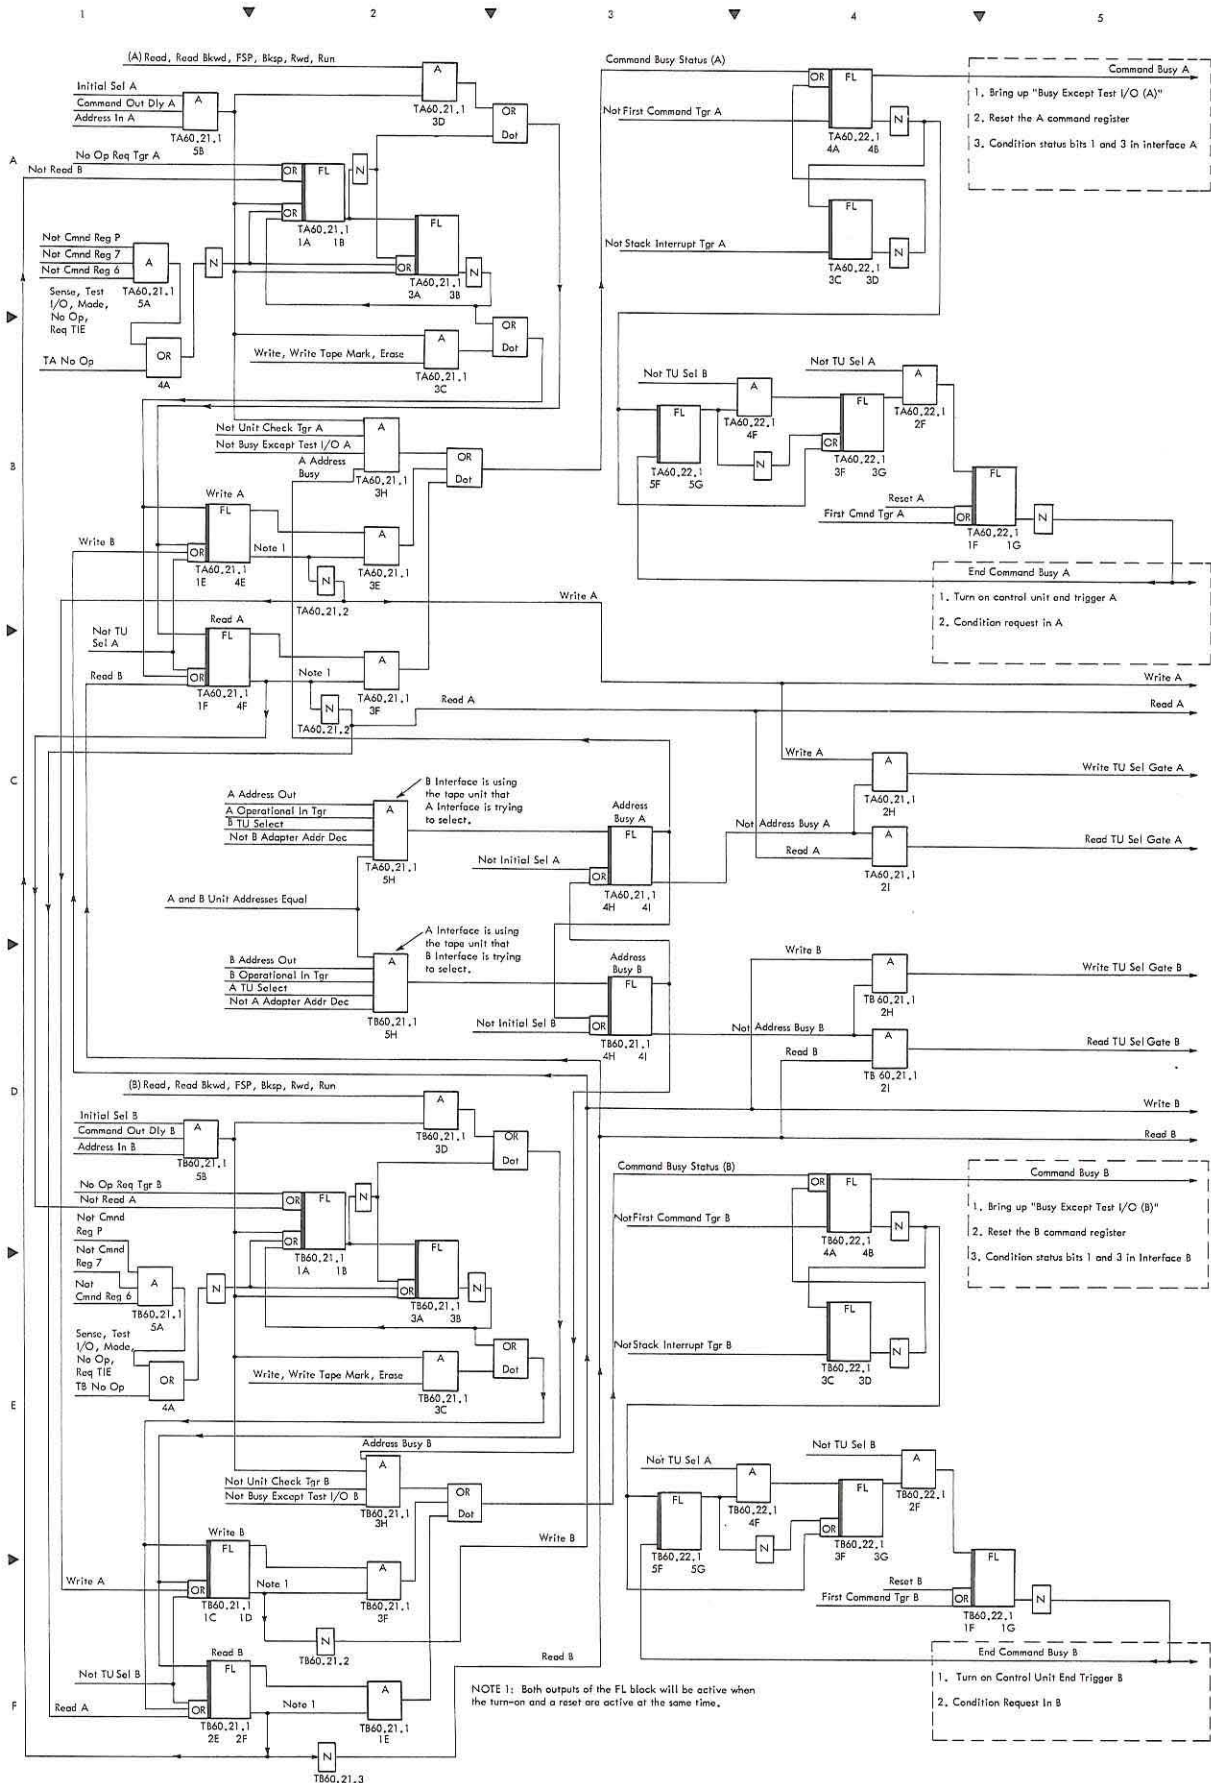 1 2 3 4 5
(A) Read, Read Bkwd, FSP, Bksp, Rwd, Run
A
TA60.21.1
3D
OR
Dot
Initial Sel A
Command Out Dly A
Address In A
A
TA60.21.1
5B
Command Busy Status (A)
OR
FL
Not First Command Tgr A
N
TA60.22.1
4A 4B
Command Busy A
1. Bring up "Busy Except Test I/O (A)"
2. Reset the A command register
3. Condition status bits 1 and 3 in interface A
A
No Op Req Tgr A
Not Read B
OR
FL
OR
N
TA60.21.1
1A 1B
FL
OR
N
TA60.21.1
3A 3B
FL
Not Stack Interrupt Tgr A
N
TA60.22.1
3C 3D
Not Cmnd Reg P
Not Cmnd Reg 7
Not Cmnd Reg 6
A
N
TA60.21.1
5A
Sense, Test
I/O, Mode,
No Op,
Req TIE
TA No Op
OR
4A
OR
Dot
A
Write, Write Tape Mark, Erase
TA60.21.1
3C
Not TU Sel A
A
TA60.22.1
2F
Not TU Sel B
A
TA60.22.1
4F
FL
TA60.22.1
5F 5G
N
FL
OR
TA60.22.1
3F 3G
B
Not Unit Check Tgr A
Not Busy Except Test I/O A
A Address
Busy
A
TA60.21.1
3H
OR
Dot
FL
Reset A
First Cmnd Tgr A
OR
N
TA60.22.1
1F 1G
Write A
FL
Write B
OR
Note 1
TA60.21.1
1E 4E
A
TA60.21.1
3E
N
TA60.21.2
Write A
End Command Busy A
1. Turn on control unit end trigger A
2. Condition request in A
Read A
FL
Not TU
Sel A
Read B
OR
Note 1
TA60.21.1
1F 4F
A
TA60.21.1
3F
N
TA60.21.2
Read A
Write A
Read A
C
Write A
A
TA60.21.1
2H
Write TU Sel Gate A
B Interface is using
the tape unit that
A Interface is trying
to select.
A Address Out
A Operational In Tgr
B TU Select
Not B Adapter Addr Dec
A
TA60.21.1
5H
Address
Busy A
FL
Not Initial Sel A
OR
TA60.21.1
4H 4I
Not Address Busy A
Read A
A
TA60.21.1
2I
Read TU Sel Gate A
A and B Unit Addresses Equal
A Interface is using
the tape unit that
B Interface is trying
to select.
B Address Out
B Operational In Tgr
A TU Select
Not A Adapter Addr Dec
A
TB60.21.1
5H
Address
Busy B
FL
Not Initial Sel B
OR
TB60.21.1
4H 4I
Write B
A
TB60.21.1
2H
Write TU Sel Gate B
Not Address Busy B
Read B
A
TB 60.21.1
2I
Read TU Sel Gate B
D
Write B
Read B
(B) Read, Read Bkwd, FSP, Bksp, Rwd, Run
A
TB60.21.1
3D
OR
Dot
Initial Sel B
Command Out Dly B
Address In B
A
TB60.21.1
5B
Command Busy Status (B)
OR
FL
Not First Command Tgr B
N
TB60.22.1
4A 4B
Command Busy B
1. Bring up "Busy Except Test I/O (B)"
2. Reset the B command register
3. Condition status bits 1 and 3 in Interface B
No Op Req Tgr B
Not Read A
OR
FL
OR
N
TB60.21.1
1A 1B
FL
OR
N
TB60.21.1
3A 3B
Not Cmnd
Reg P
Not Cmnd
Reg 7
Not
Cmnd Reg 6
A
N
TB60.21.1
5A
FL
Not Stack Interrupt Tgr B
N
TB60.22.1
3C 3D
Sense, Test
I/O, Mode,
No Op,
Req TIE
TB No Op
OR
4A
OR
Dot
A
Write, Write Tape Mark, Erase
TB60.21.1
3C
E
Address Busy B
Not Unit Check Tgr B
Not Busy Except Test I/O B
A
TB60.21.1
3H
OR
Dot
Not TU Sel B
A
TB60.22.1
2F
Not TU Sel A
A
TB60.22.1
4F
FL
TB60.22.1
5F 5G
N
FL
OR
TB60.22.1
3F 3G
Write B
FL
Write A
OR
Note 1
TB60.21.1
1C 1D
A
TB60.21.1
3F
N
TB60.21.2
Write B
FL
Reset B
First Command Tgr B
OR
N
TB60.22.1
1F 1G
End Command Busy B
1. Turn on Control Unit End Trigger B
2. Condition Request In B
Read B
FL
Not TU Sel B
Read A
OR
Note 1
TB60.21.1
2E 2F
A
TB60.21.1
1E
Read B
N
TB60.21.3
F
NOTE 1: Both outputs of the FL block will be active when
the turn-on and a reset are active at the same time.